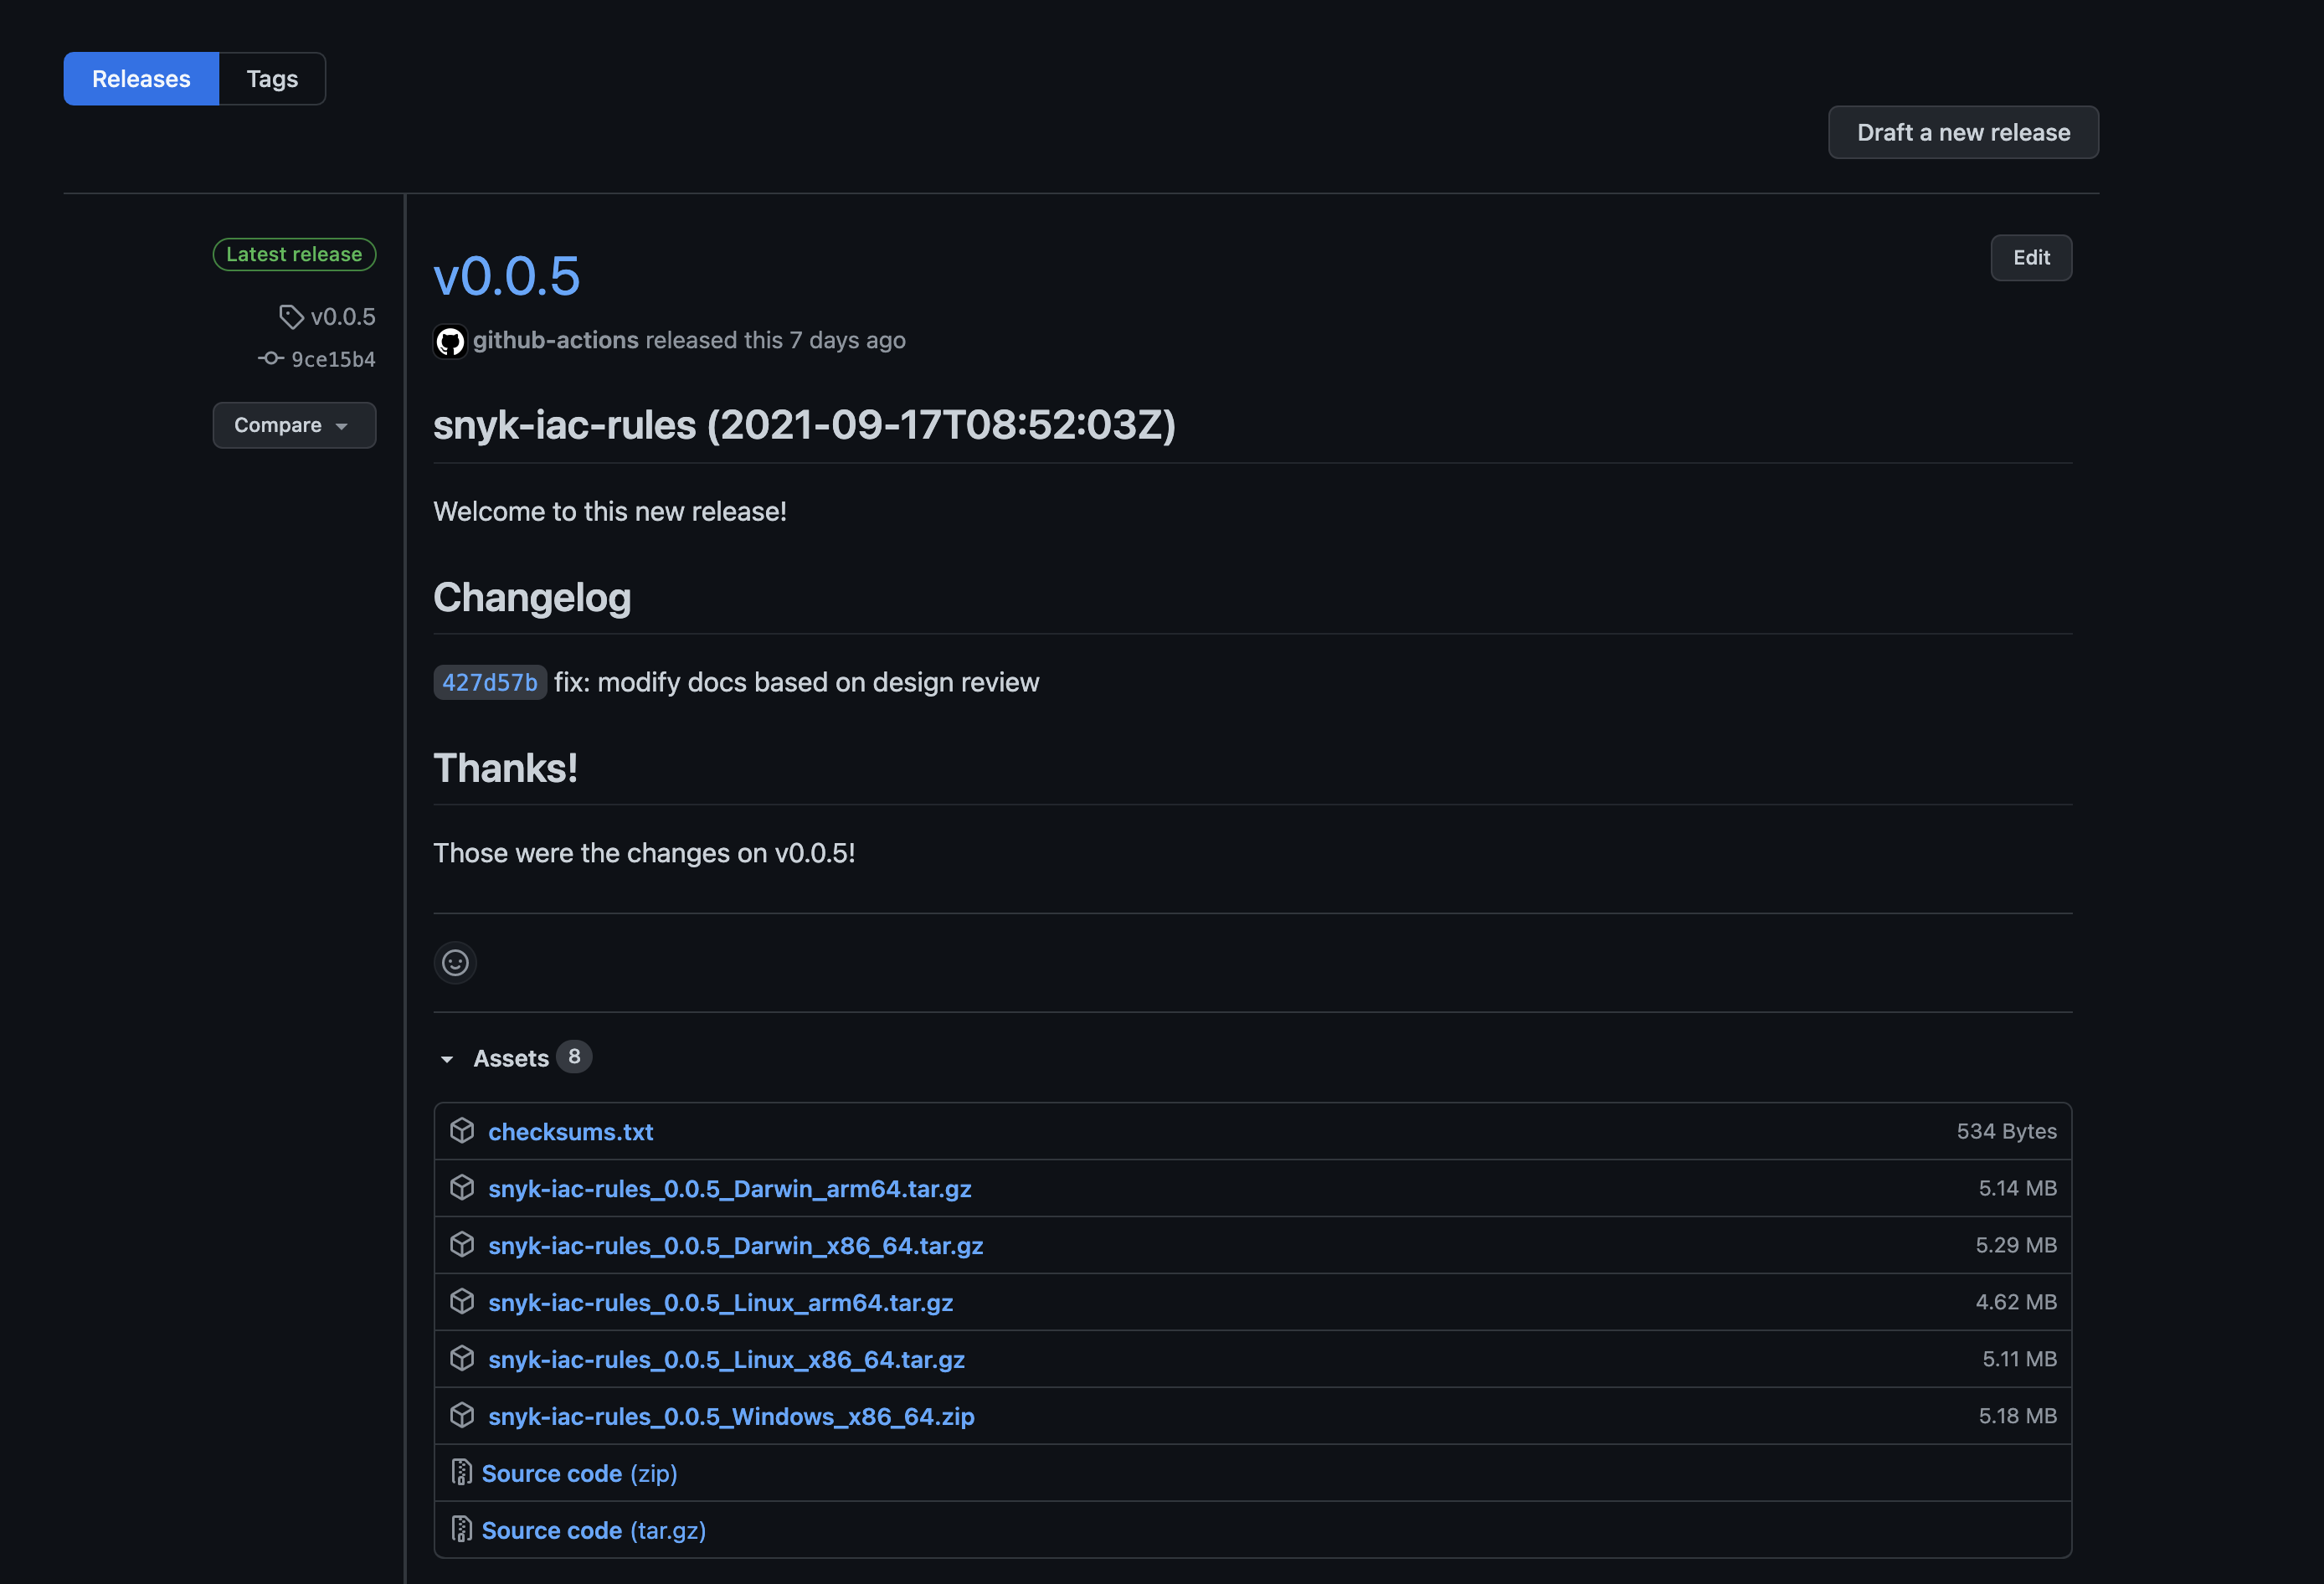 Releases
Tags
Draft a new release
Latest release
v0.0.5
9ce15b4
Compare
v0.0.5
Edit
github-actions released this 7 days ago
snyk-iac-rules (2021-09-17T08:52:03Z)
Welcome to this new release!
Changelog
427d57b fix: modify docs based on design review
Thanks!
Those were the changes on v0.0.5!
Assets 8
checksums.txt 534 Bytes
snyk-iac-rules_0.0.5_Darwin_arm64.tar.gz 5.14 MB
snyk-iac-rules_0.0.5_Darwin_x86_64.tar.gz 5.29 MB
snyk-iac-rules_0.0.5_Linux_arm64.tar.gz 4.62 MB
snyk-iac-rules_0.0.5_Linux_x86_64.tar.gz 5.11 MB
snyk-iac-rules_0.0.5_Windows_x86_64.zip 5.18 MB
Source code (zip)
Source code (tar.gz)